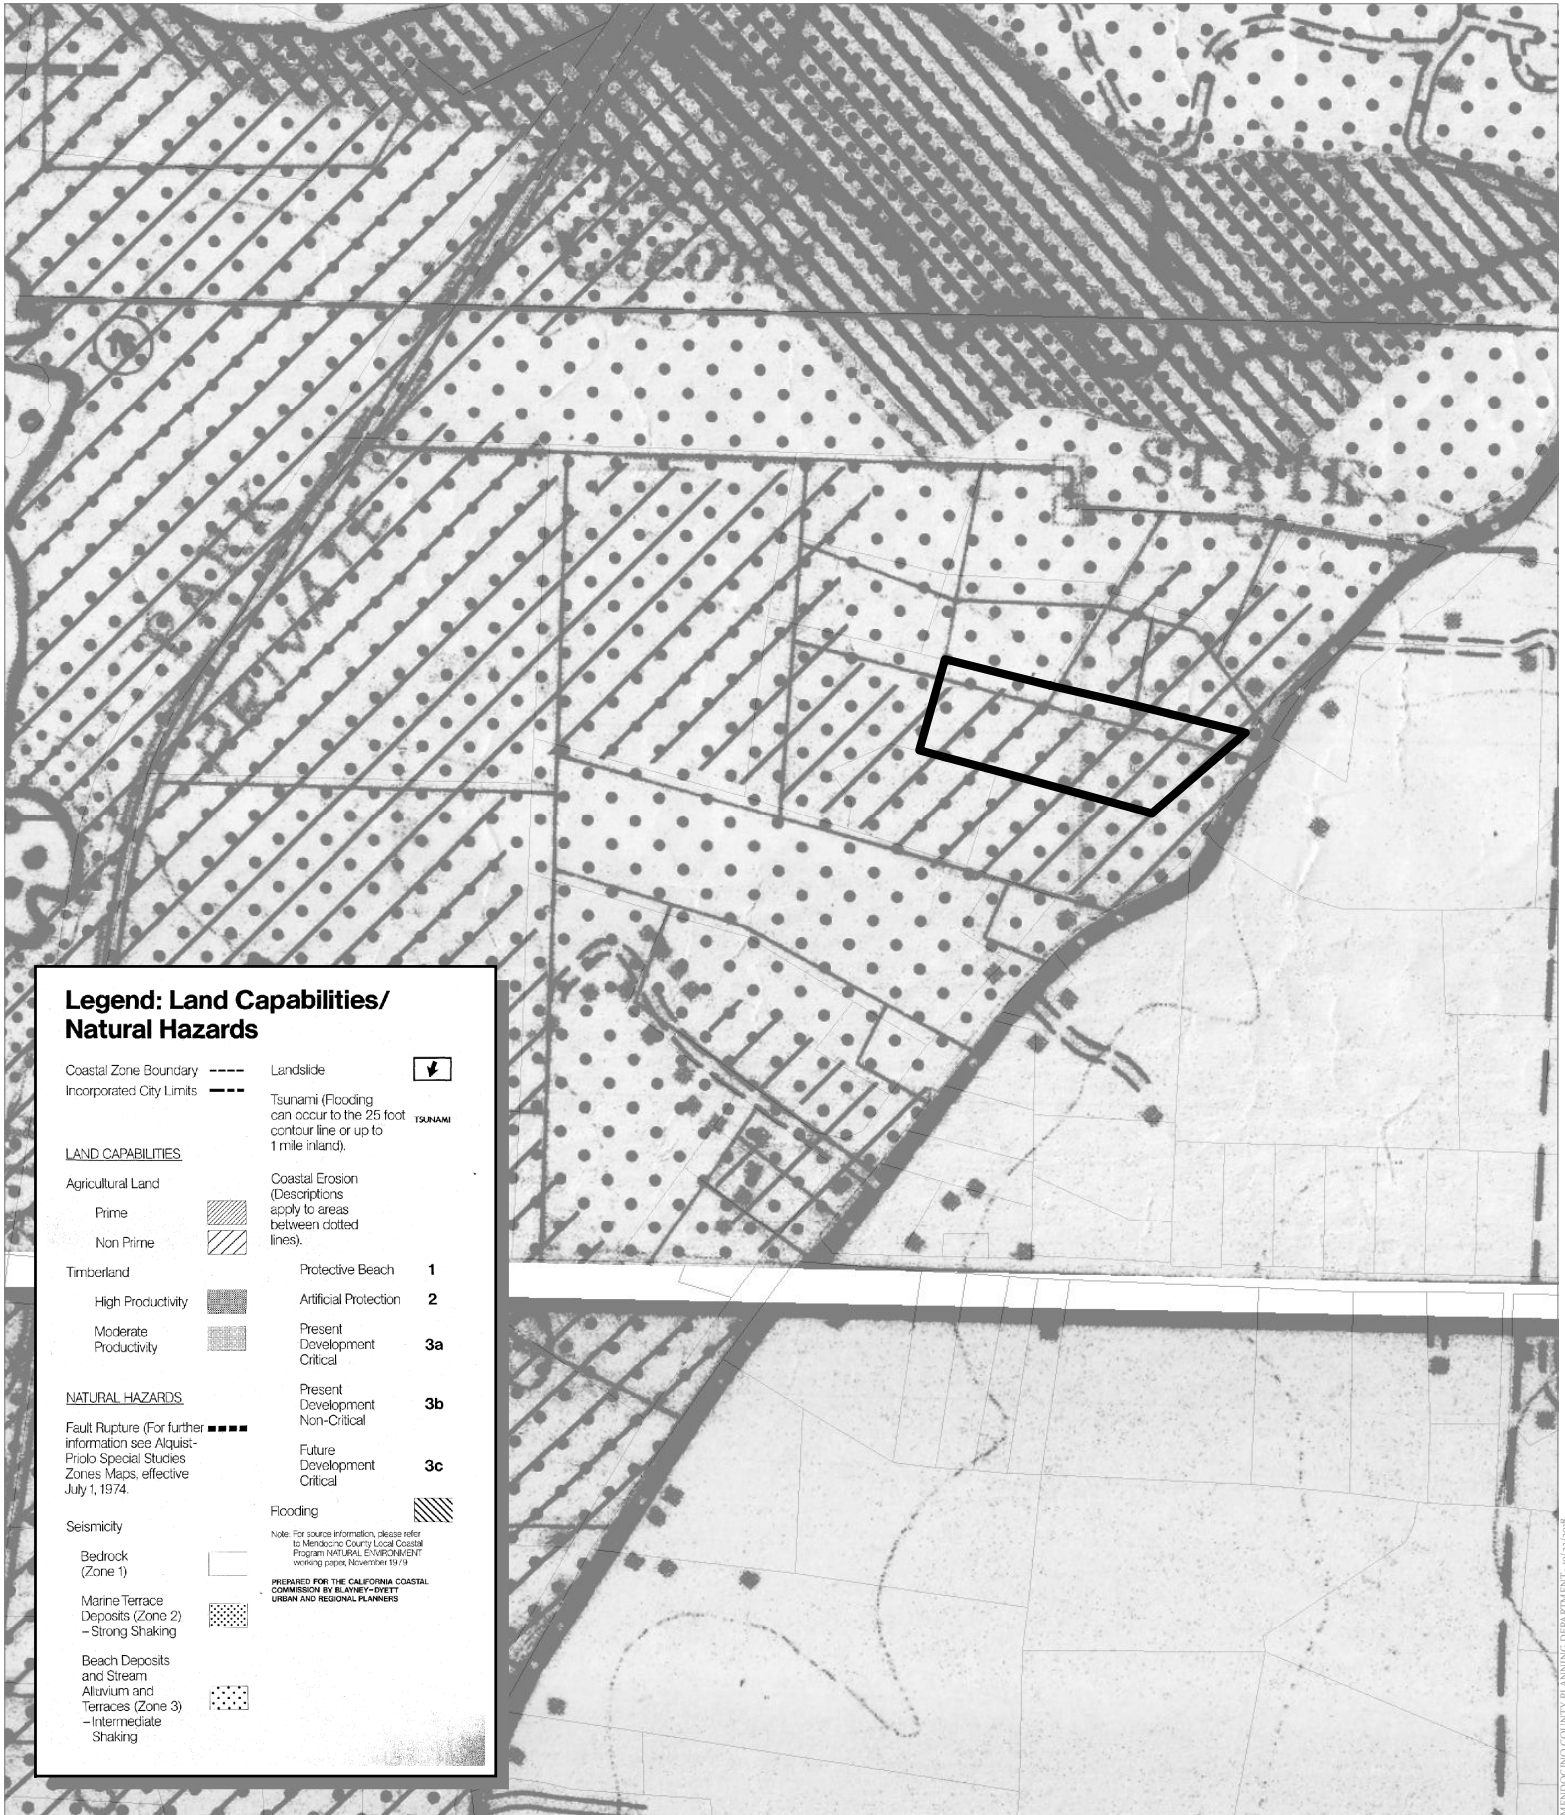 STATE
PARK
PRIVATE
Legend: Land Capabilities/
Natural Hazards
Coastal Zone Boundary
Incorporated City Limits
LAND CAPABILITIES
Agricultural Land
Prime
Non Prime
Timberland
High Productivity
Moderate
Productivity
NATURAL HAZARDS
Fault Rupture (For further
information see Alquist-
Priolo Special Studies
Zones Maps, effective
July 1, 1974.
Seismicity
Bedrock
(Zone 1)
Marine Terrace
Deposits (Zone 2)
– Strong Shaking
Beach Deposits
and Stream
Alluvium and
Terraces (Zone 3)
– Intermediate
Shaking
Landslide
Tsunami (Flooding
can occur to the 25 foot
contour line or up to
1 mile inland).
TSUNAMI
Coastal Erosion
(Descriptions
apply to areas
between dotted
lines).
Protective Beach 1
Artificial Protection 2
Present
Development 3a
Critical
Present
Development 3b
Non-Critical
Future
Development 3c
Critical
Flooding
Note: For source information, please refer
to Mendocino County Local Coastal
Program NATURAL ENVIRONMENT
working paper, November 1979
PREPARED FOR THE CALIFORNIA COASTAL
COMMISSION BY BLAYNEY-DYETT
URBAN AND REGIONAL PLANNERS
MENDOCINO COUNTY PLANNING DEPARTMENT